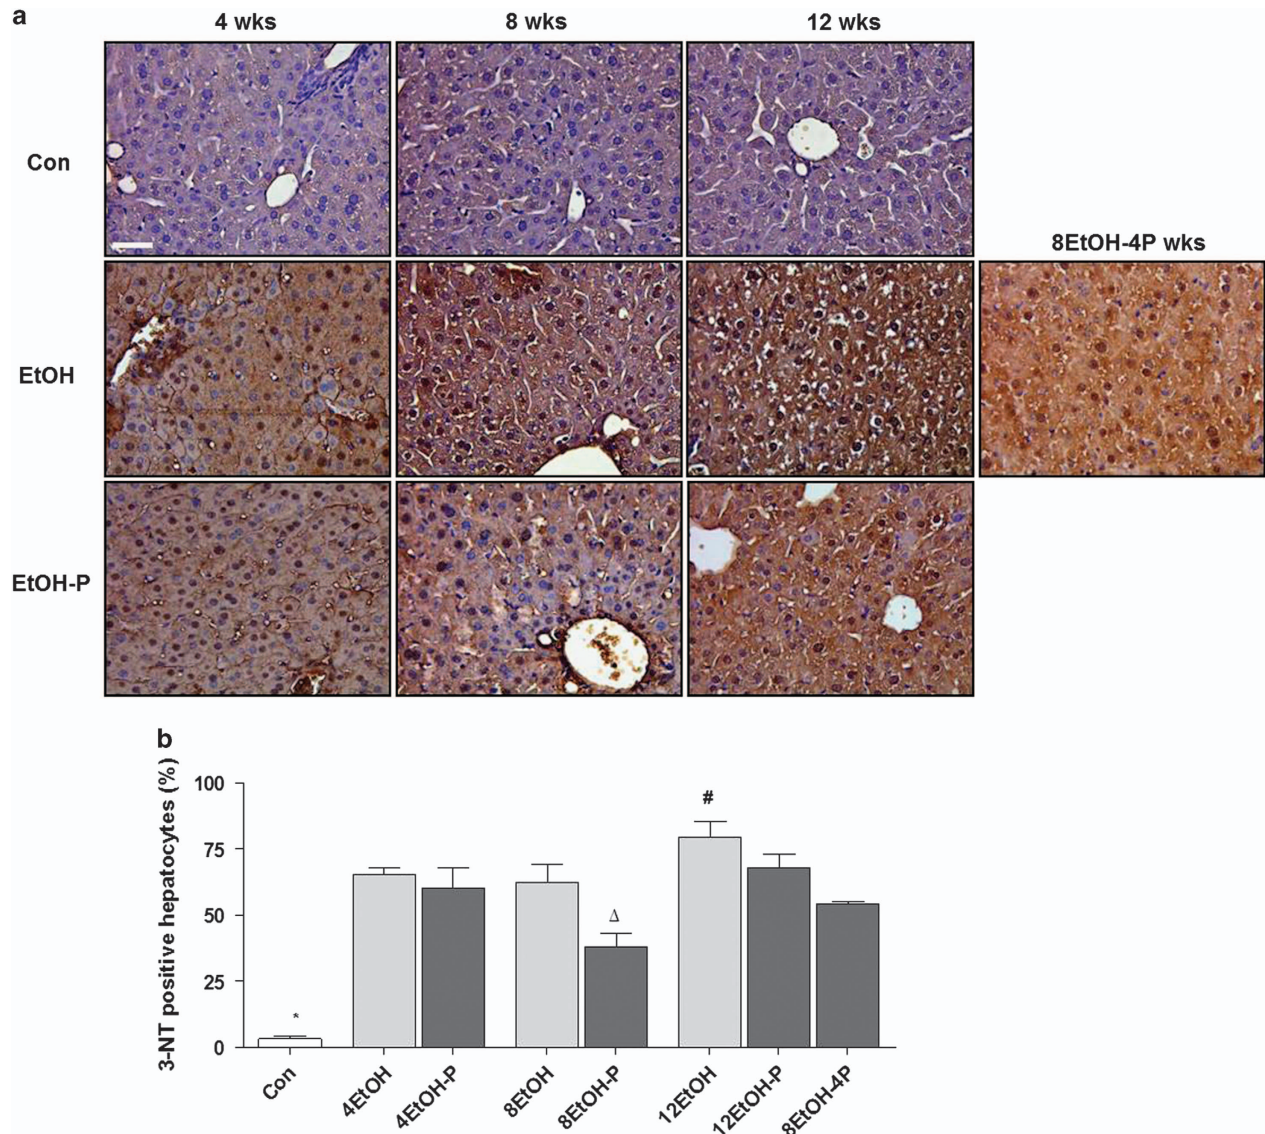 a
4 wks
8 wks
12 wks
Con
8EtOH-4P wks
EtOH
EtOH-P
b
3-NT positive hepatocytes (%)
100
75
50
25
0
*
Δ
#
Con
4EtOH
4EtOH-P
8EtOH
8EtOH-P
12EtOH
12EtOH-P
8EtOH-4P